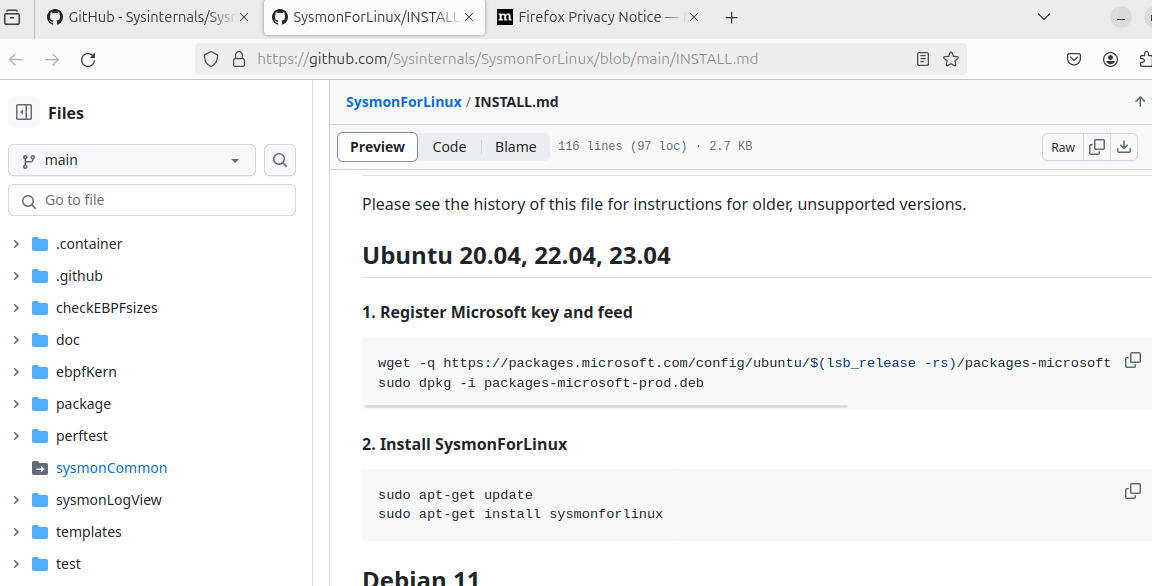 GitHub - Sysinternals/Sysr
SysmonForLinux/INSTALL
Firefox Privacy Notice —
https://github.com/Sysinternals/SysmonForLinux/blob/main/INSTALL.md
Files
main
Go to file
.container
.github
checkEBPFsizes
doc
ebpfKern
package
perftest
sysmonCommon
sysmonLogView
templates
test
SysmonForLinux / INSTALL.md
Preview Code Blame 116 lines (97 loc) · 2.7 KB Raw
Please see the history of this file for instructions for older, unsupported versions.
Ubuntu 20.04, 22.04, 23.04
1. Register Microsoft key and feed
wget -q https://packages.microsoft.com/config/ubuntu/$(lsb_release -rs)/packages-microsoft
sudo dpkg -i packages-microsoft-prod.deb
2. Install SysmonForLinux
sudo apt-get update
sudo apt-get install sysmonforlinux
Debian 11